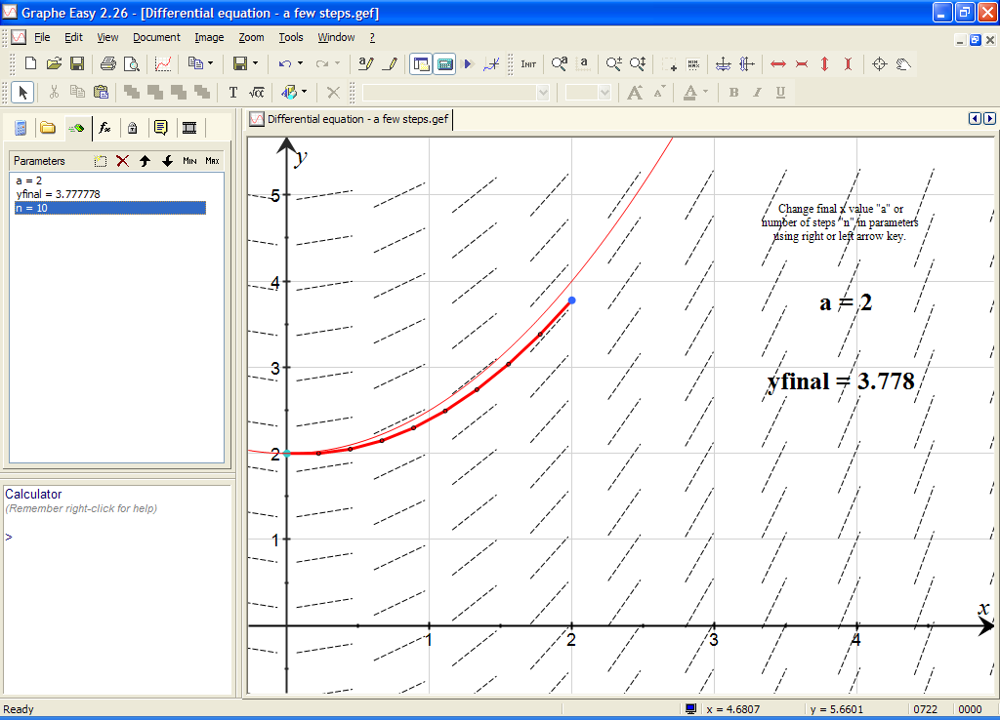 Graphe Easy 2.26 - [Differential equation - a few steps.gef]
File Edit View Document Image Zoom Tools Window ?
INIT a
T
B I U
Differential equation - a few steps.gef
Parameters MIN MAX
a = 2
yfinal = 3.777778
n = 10
Calculator
(Remember right-click for help)
>
y
5
4
3
2
1
1 2 3 4
x
Change final x value "a" or
number of steps "n" in parameters
using right or left arrow key.
a = 2
yfinal = 3.778
Ready x = 4.6807 y = 5.6601 0722 0000